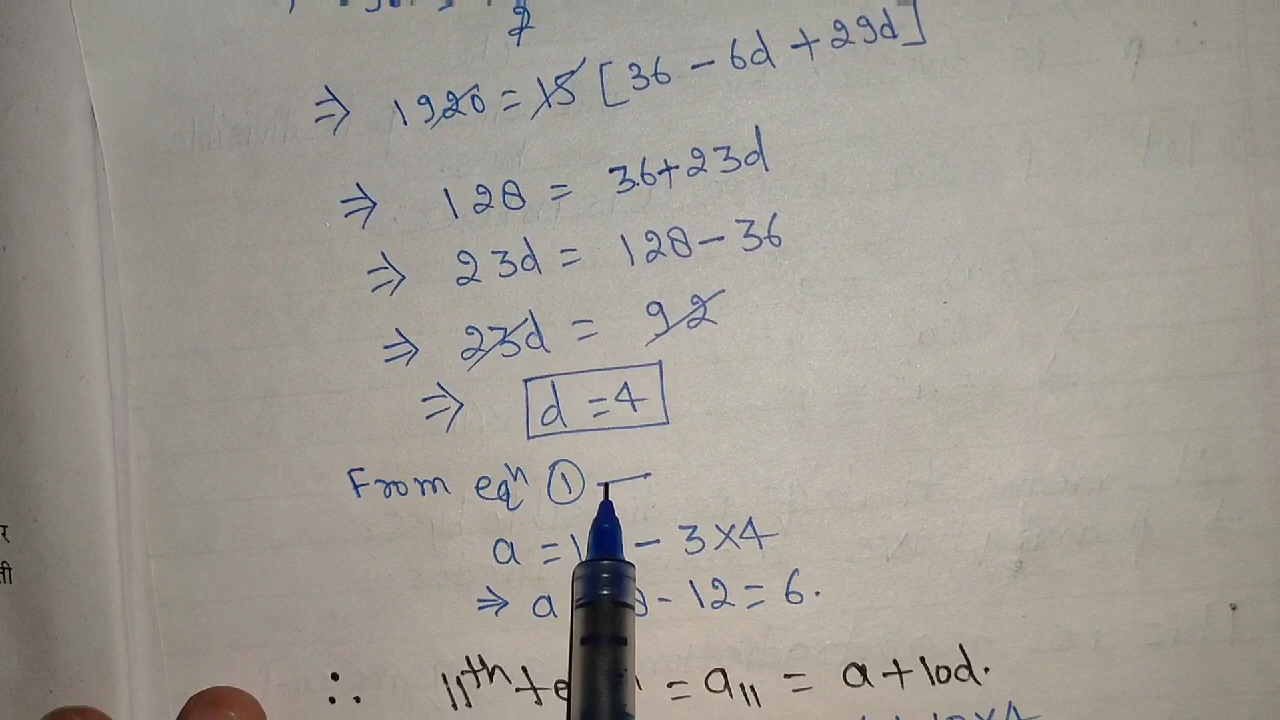 2
⇒ 1920 = 15 [36 - 6d + 29d]
⇒ 128 = 36+23d
⇒ 23d = 128 - 36
⇒ 23d = 92
⇒ d = 4
From eqⁿ ① —
a = - 3×4
⇒ a - 12 = 6.
∴ 11th = a₁₁ = a + 10d.
र
ती